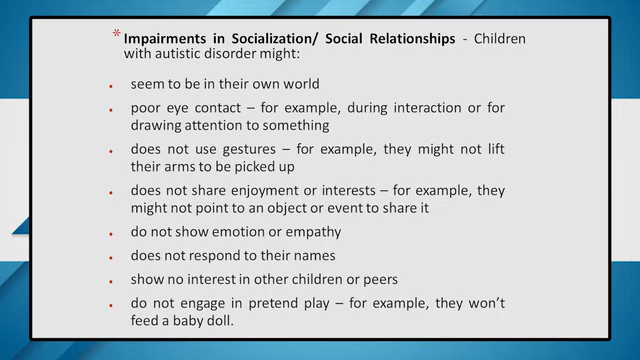 * Impairments in Socialization/ Social Relationships - Children
with autistic disorder might:
• seem to be in their own world
• poor eye contact – for example, during interaction or for
drawing attention to something
• does not use gestures – for example, they might not lift
their arms to be picked up
• does not share enjoyment or interests – for example, they
might not point to an object or event to share it
• do not show emotion or empathy
• does not respond to their names
• show no interest in other children or peers
• do not engage in pretend play – for example, they won’t
feed a baby doll.